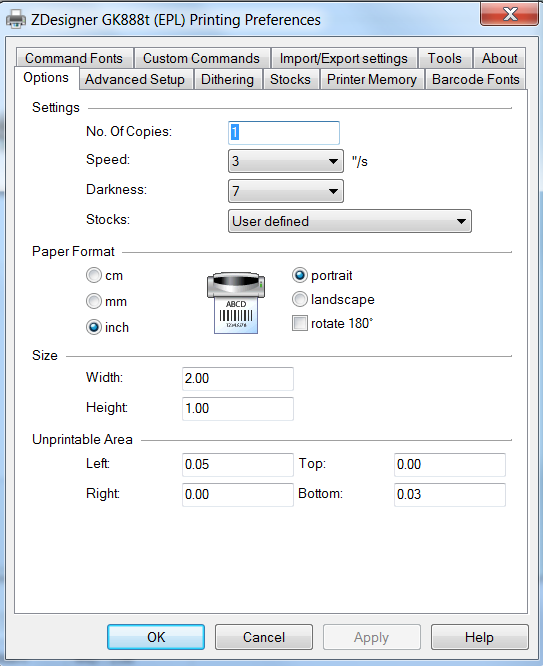 ZDesigner GK888t (EPL) Printing Preferences
Command Fonts Custom Commands Import/Export settings Tools About
Options Advanced Setup Dithering Stocks Printer Memory Barcode Fonts
Settings
No. Of Copies: 1
Speed: 3 "/s
Darkness: 7
Stocks: User defined
Paper Format
cm portrait
mm landscape
inch rotate 180°
ABCD
12345678
Size
Width: 2.00
Height: 1.00
Unprintable Area
Left: 0.05 Top: 0.00
Right: 0.00 Bottom: 0.03
OK Cancel Apply Help